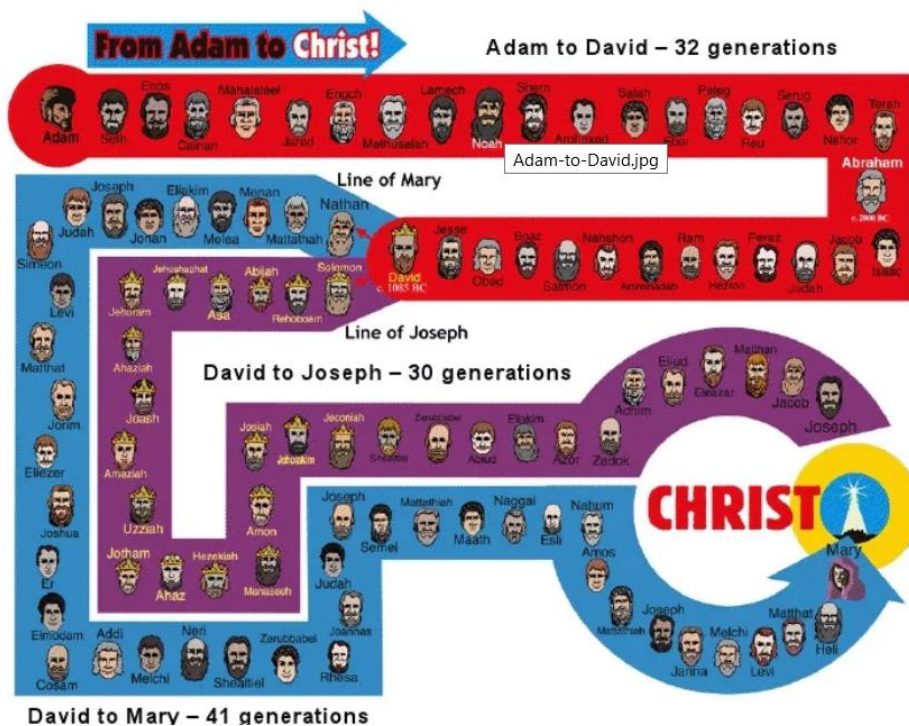 From Adam to Christ!
Adam to David – 32 generations
Adam
Seth
Enos
Cainan
Mahalaleel
Jared
Enoch
Methuselah
Lamech
Noah
Shem
Arphaxad
Salah
Eber
Peleg
Reu
Serug
Nahor
Terah
Adam-to-David.jpg
Abraham
c. 2000 BC
Isaac
Jacob
Judah
Perez
Hezron
Ram
Amminadab
Nahshon
Salmon
Boaz
Obed
Jesse
David
c. 1085 BC
Line of Mary
Nathan
Mattathah
Menan
Melea
Eliakim
Jonan
Joseph
Judah
Simeon
Levi
Matthat
Jorim
Eliezer
Joshua
Er
Elmodam
Cosam
Addi
Melchi
Neri
Shealtiel
Zerubbabel
Rhesa
Joannas
Judah
Joseph
Semei
Mattathiah
Maath
Naggai
Esli
Nahum
Amos
Mattathiah
Joseph
Janna
Melchi
Levi
Matthat
Heli
Mary
Line of Joseph
Solomon
Rehoboam
Abijah
Asa
Jehoshaphat
Jehoram
Ahaziah
Joash
Amaziah
Uzziah
Jotham
Ahaz
Hezekiah
Manasseh
Amon
Josiah
Jehoiakim
Jeconiah
Shealtiel
Zerubbabel
Abiud
Eliakim
Azor
Zadok
Achim
Eliud
Eleazar
Matthan
Jacob
Joseph
David to Joseph – 30 generations
CHRIST
David to Mary – 41 generations